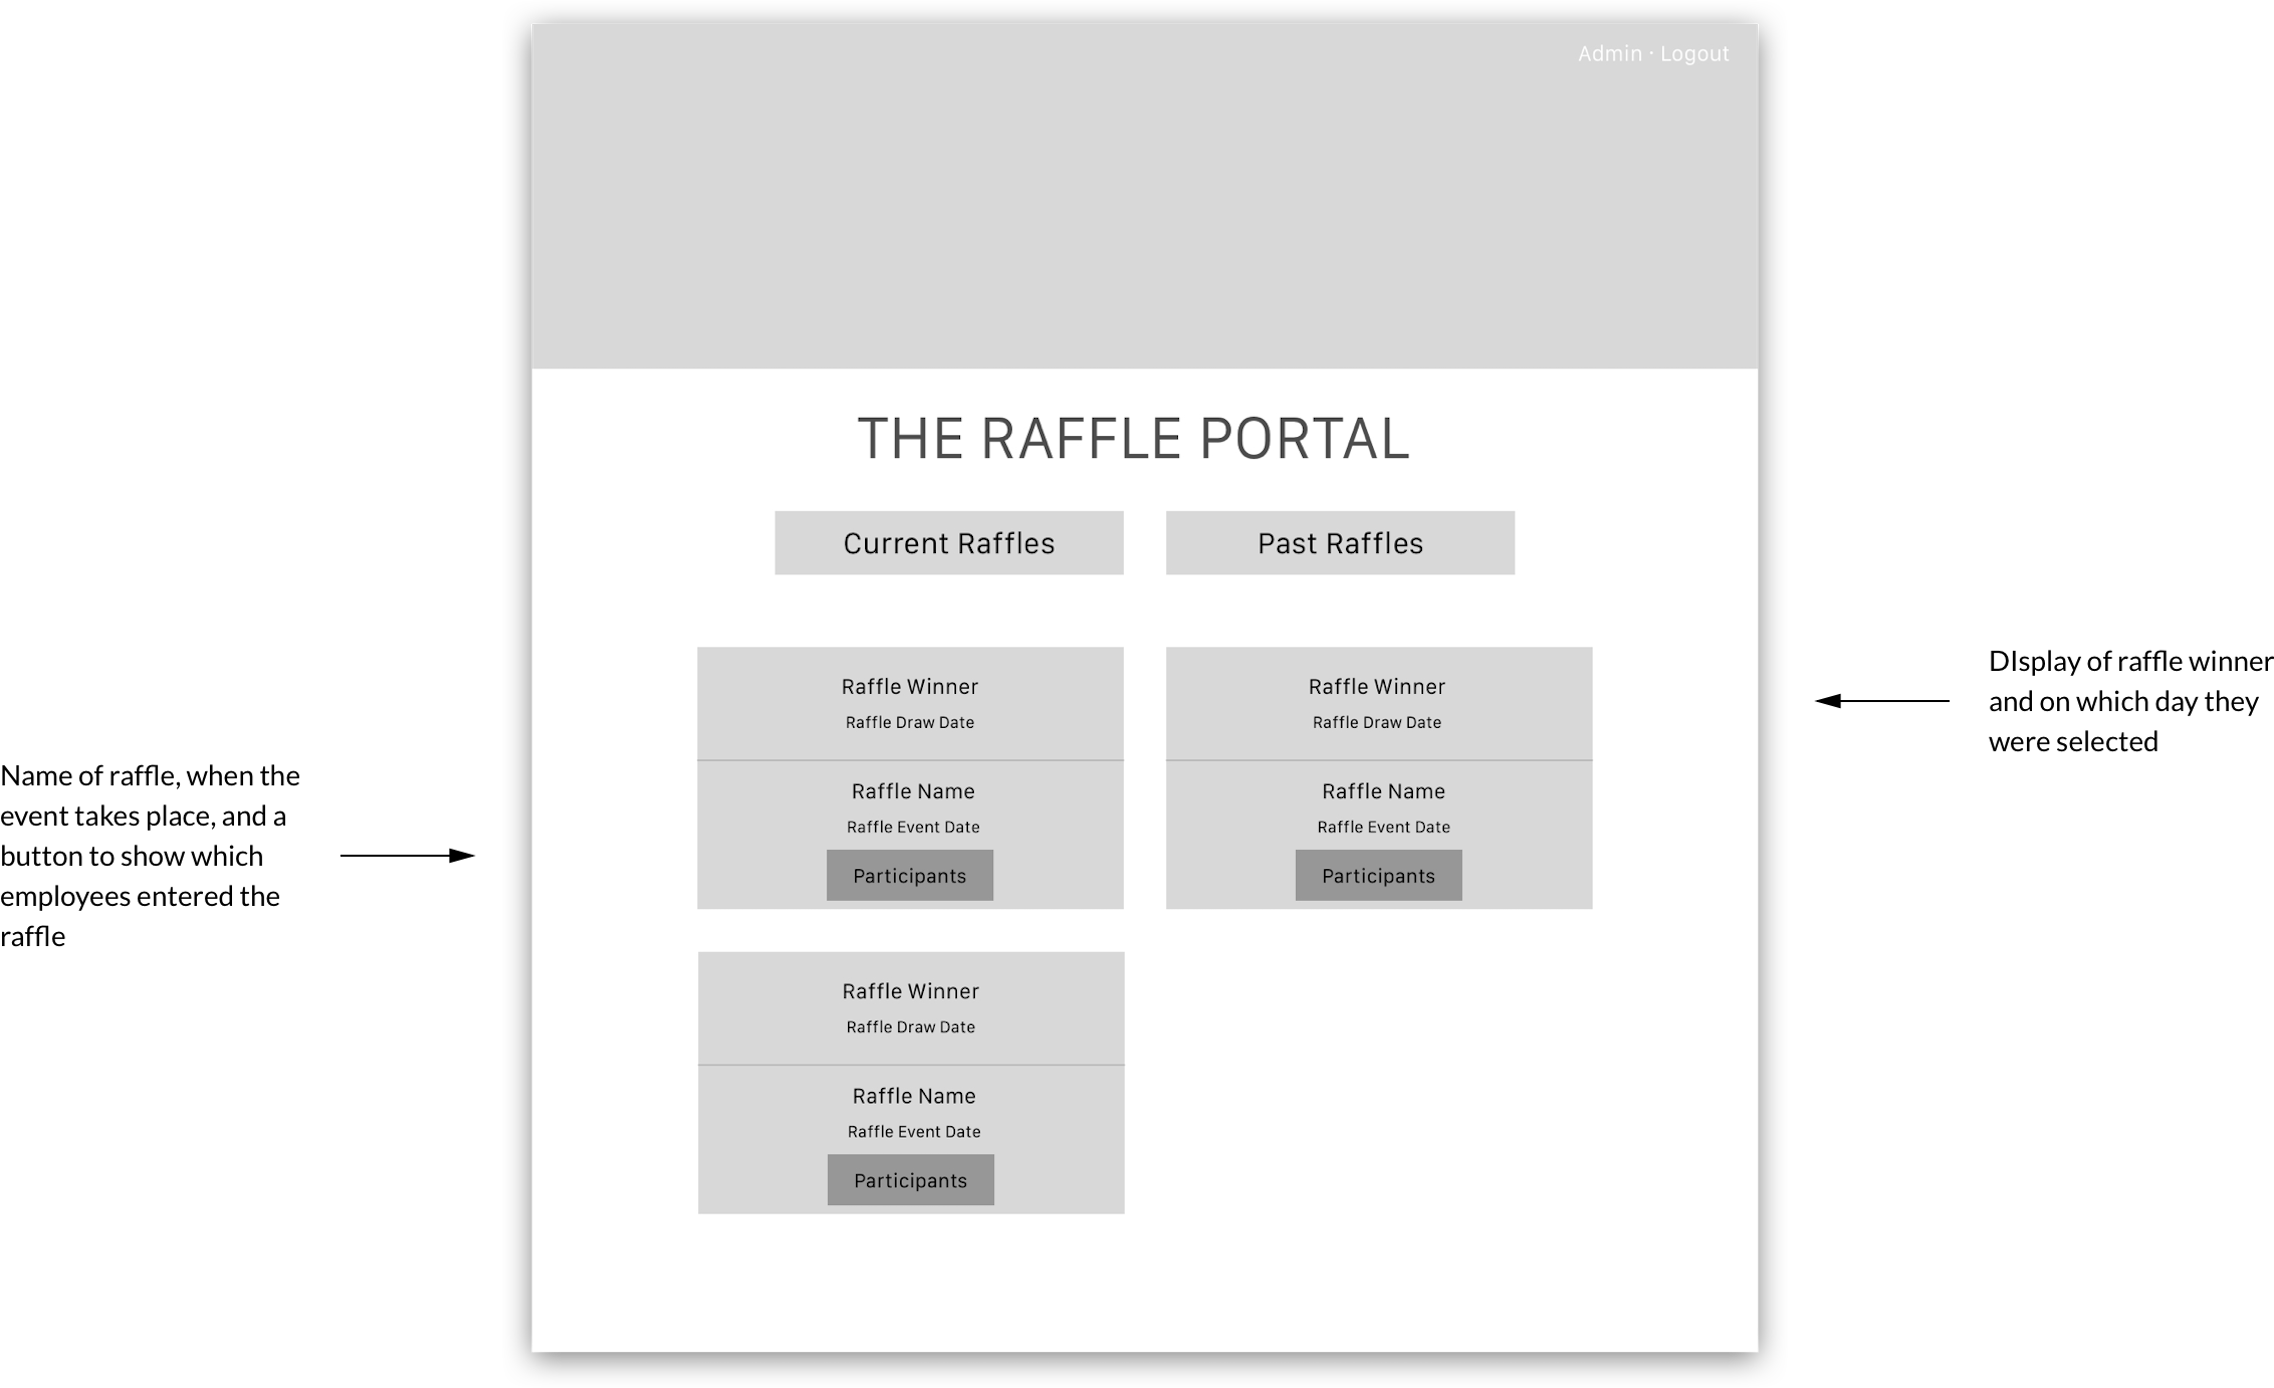 Admin · Logout
THE RAFFLE PORTAL
Current Raffles
Past Raffles
Raffle Winner
Raffle Draw Date
Raffle Name
Raffle Event Date
Participants
Raffle Winner
Raffle Draw Date
Raffle Name
Raffle Event Date
Participants
Raffle Winner
Raffle Draw Date
Raffle Name
Raffle Event Date
Participants
Name of raffle, when the
event takes place, and a
button to show which
employees entered the
raffle
DIsplay of raffle winner
and on which day they
were selected